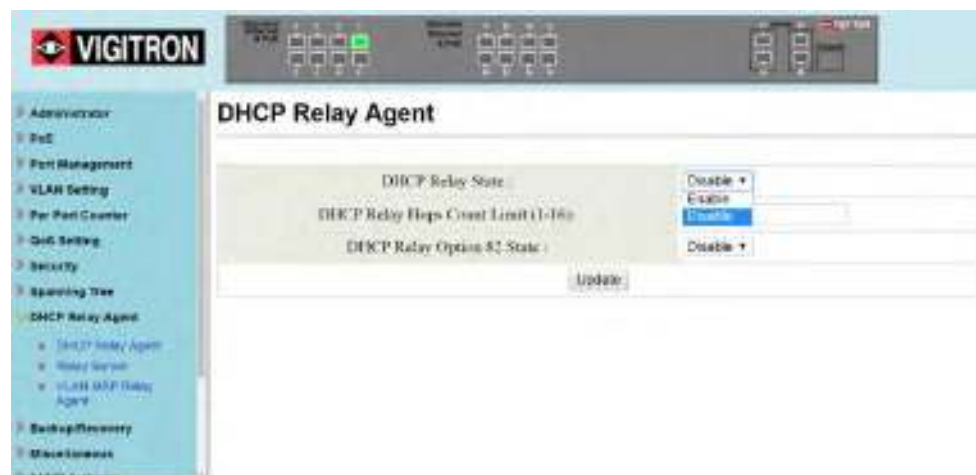 VIGITRON
DHCP Relay Agent
Administrator
PoE
Port Management
VLAN Setting
Per Port Counter
QoS Setting
Security
Spanning Tree
DHCP Relay Agent
DHCP Relay Agent
Relay Server
VLAN MAP Relay Agent
Backup/Recovery
Miscellaneous
DHCP Relay State :
Disable
Enable
Disable
DHCP Relay Hops Count Limit (1-16):
DHCP Relay Option 82 State :
Disable
Update